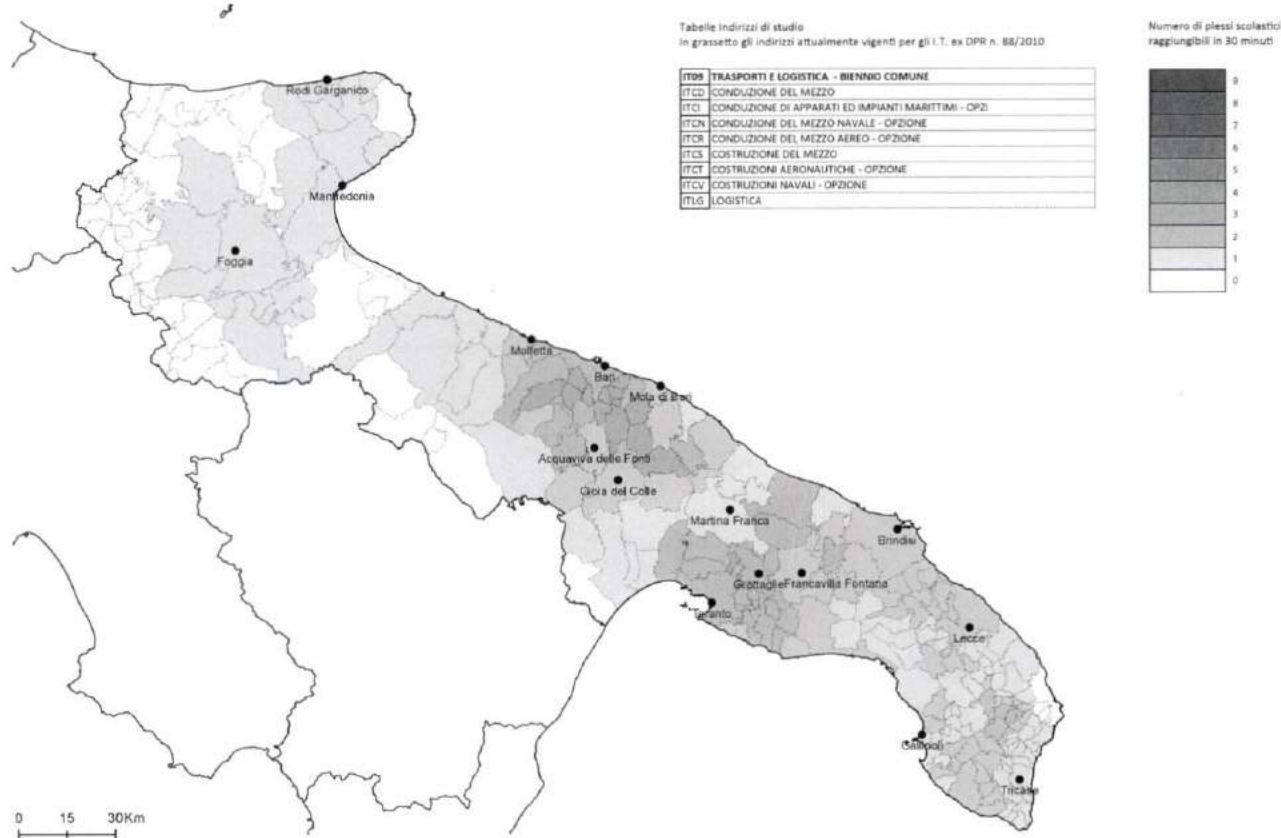 Tabelle Indirizzi di studio
In grassetto gli indirizzi attualmente vigenti per gli I.T. ex DPR n. 88/2010
IT09 TRASPORTI E LOGISTICA - BIENNIO COMUNE
ITCD CONDUZIONE DEL MEZZO
ITCI CONDUZIONE DI APPARATI ED IMPIANTI MARITTIMI - OPZI
ITCN CONDUZIONE DEL MEZZO NAVALE - OPZIONE
ITCR CONDUZIONE DEL MEZZO AEREO - OPZIONE
ITCS COSTRUZIONE DEL MEZZO
ITCT COSTRUZIONI AERONAUTICHE - OPZIONE
ITCV COSTRUZIONI NAVALI - OPZIONE
ITLG LOGISTICA
Numero di plessi scolastici
raggiungibili in 30 minuti
9
8
7
6
5
4
3
2
1
0
Rodi Garganico
Manfredonia
Foggia
Molfetta
Bari
Mola di Bari
Acquaviva delle Fonti
Gioia del Colle
Martina Franca
Brindisi
Grottaglie
Francavilla Fontana
Taranto
Lecce
Gallipoli
Tricase
0 15 30 Km